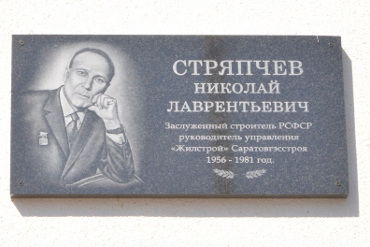 СТРЯПЧЕВ
НИКОЛАЙ
ЛАВРЕНТЬЕВИЧ
Заслуженный строитель РСФСР
руководитель управления
«Жилстрой» Саратовгэсстроя
1956 - 1981 год.